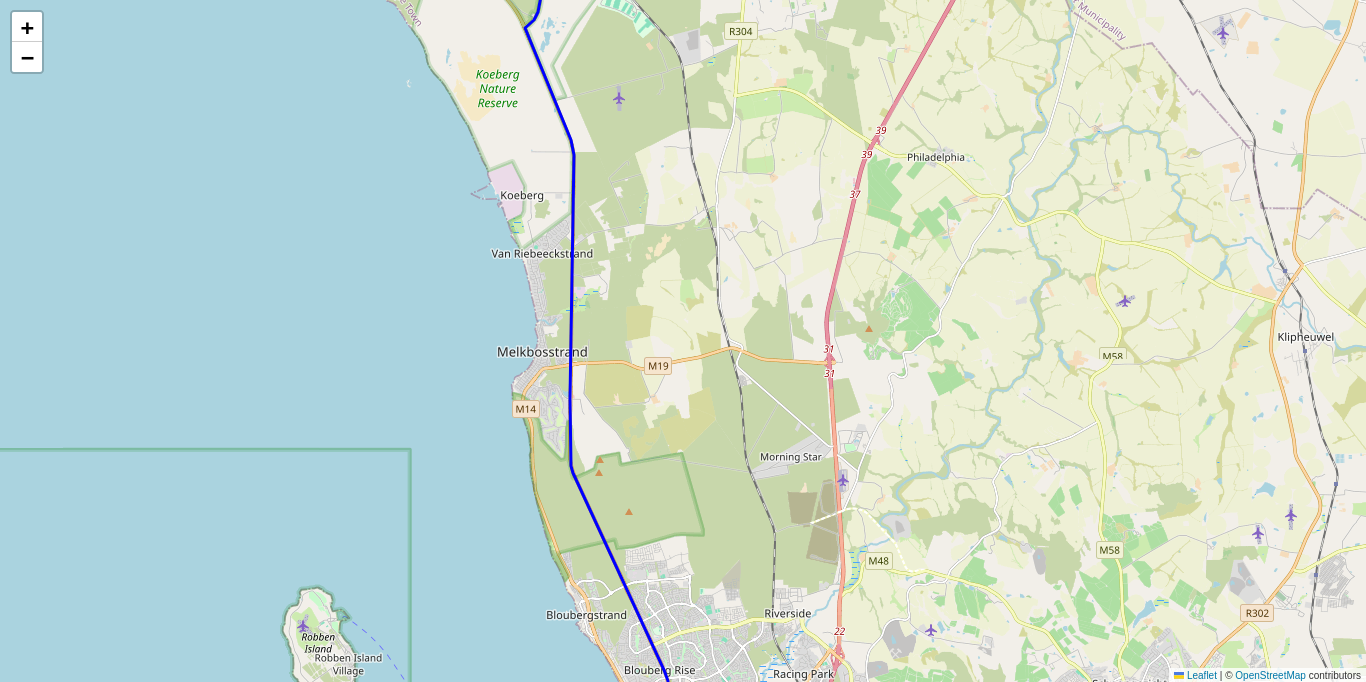 +
−
Town
Municipality
R304
Koeberg
Nature
Reserve
39
39
Philadelphia
37
Koeberg
Van Riebeeckstrand
Klipheuwel
31
Melkbosstrand
M58
M19
31
M14
Morning Star
M58
M48
R302
Riverside
Bloubergstrand
22
Robben
Island
Robben Island
Village
Blouberg Rise
Racing Park
Leaflet | © OpenStreetMap contributors